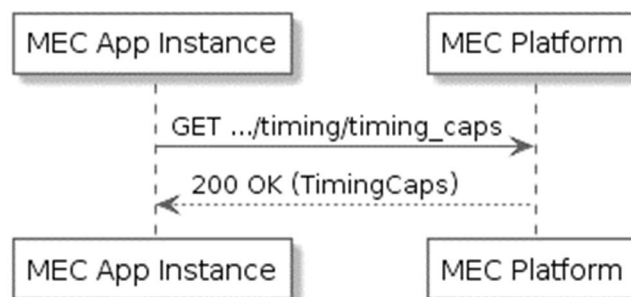 MEC App Instance
MEC Platform
GET .../timing/timing_caps
200 OK (TimingCaps)
MEC App Instance
MEC Platform